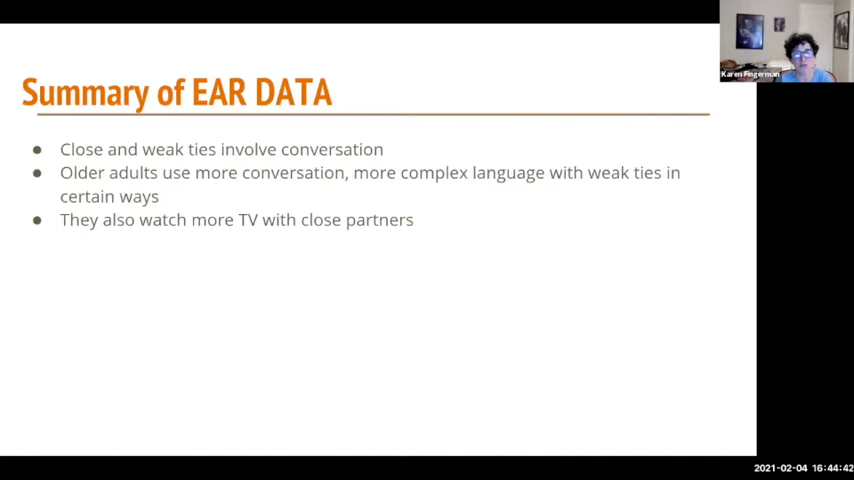 Karen Fingerman
Summary of EAR DATA
● Close and weak ties involve conversation
● Older adults use more conversation, more complex language with weak ties in
certain ways
● They also watch more TV with close partners
2021-02-04 16:44:42